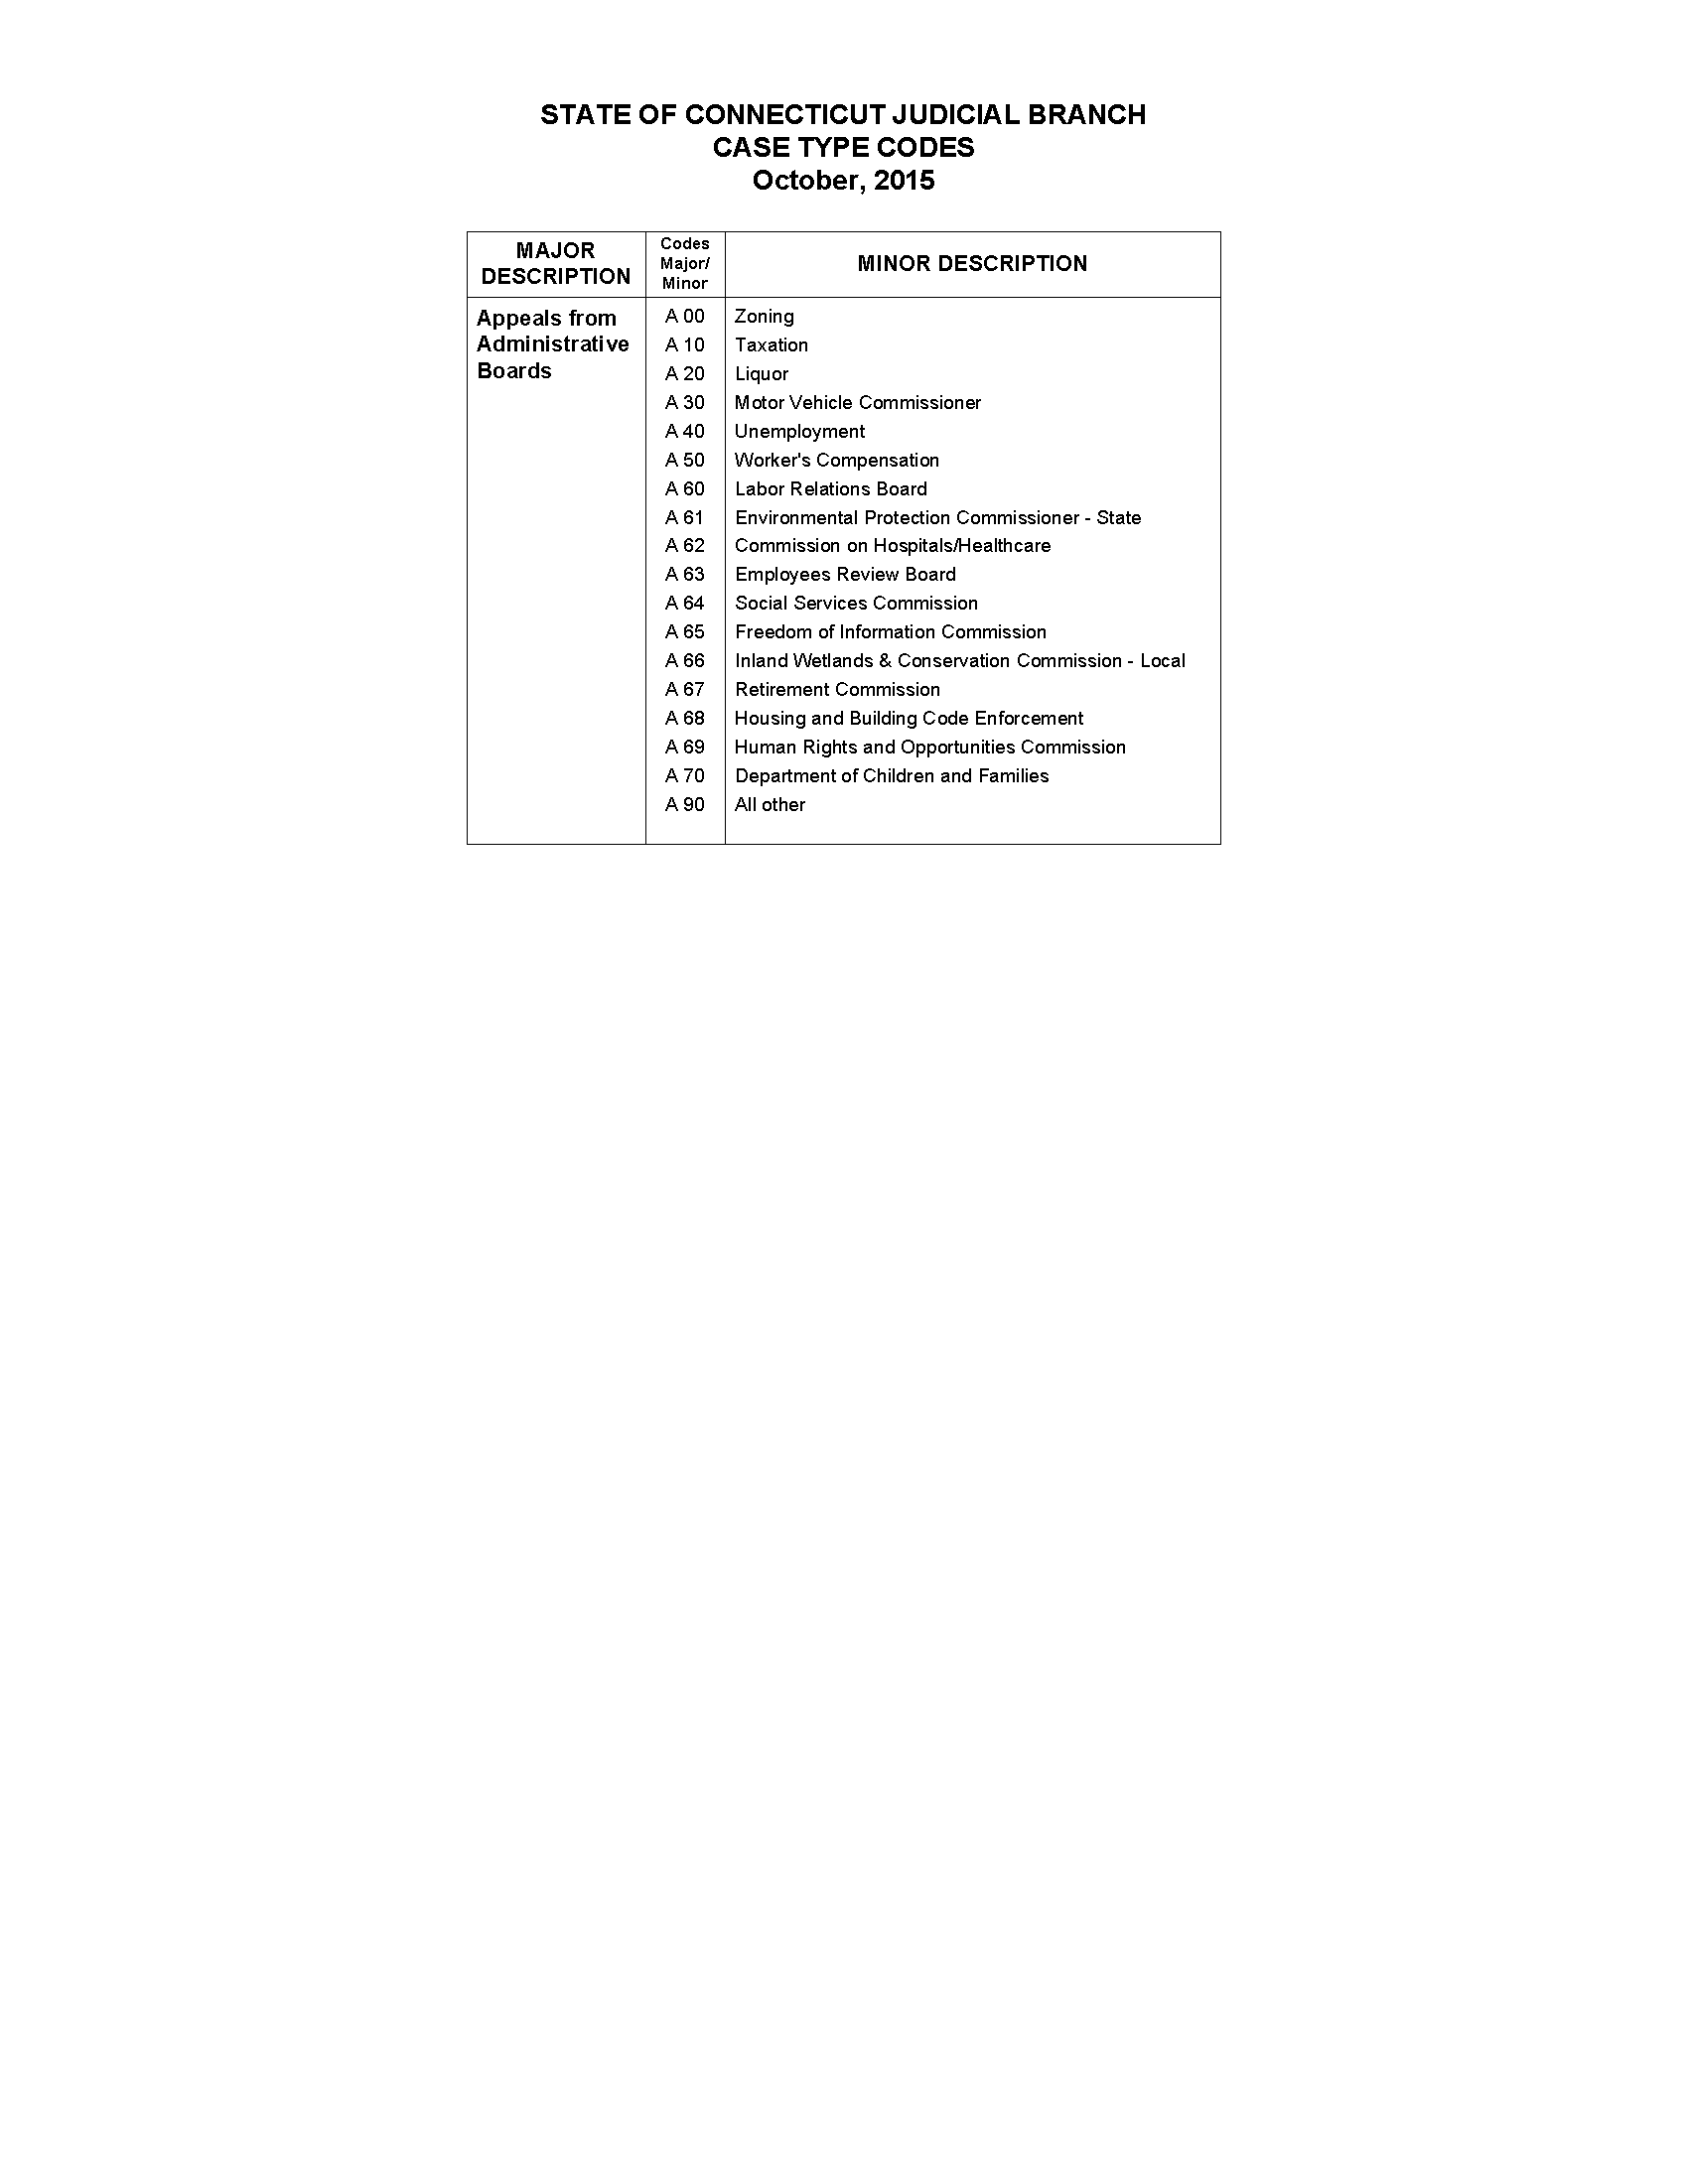 STATE OF CONNECTICUT JUDICIAL BRANCH
CASE TYPE CODES
October, 2015
MAJOR DESCRIPTION
Codes Major/ Minor
MINOR DESCRIPTION
Appeals from
Administrative
Boards
A 00 Zoning
A 10 Taxation
A 20 Liquor
A 30 Motor Vehicle Commissioner
A 40 Unemployment
A 50 Worker's Compensation
A 60 Labor Relations Board
A 61 Environmental Protection Commissioner - State
A 62 Commission on Hospitals/Healthcare
A 63 Employees Review Board
A 64 Social Services Commission
A 65 Freedom of Information Commission
A 66 Inland Wetlands & Conservation Commission - Local
A 67 Retirement Commission
A 68 Housing and Building Code Enforcement
A 69 Human Rights and Opportunities Commission
A 70 Department of Children and Families
A 90 All other